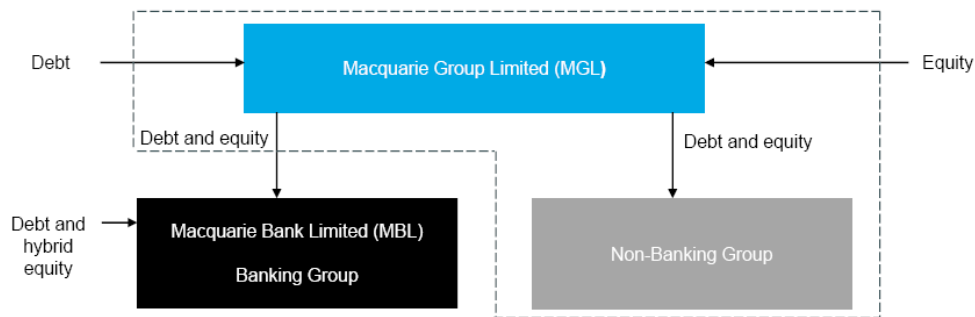 Macquarie Group Limited (MGL)
Debt
Equity
Debt and equity
Debt and equity
Debt and
hybrid
equity
Macquarie Bank Limited (MBL)
Banking Group
Non-Banking Group